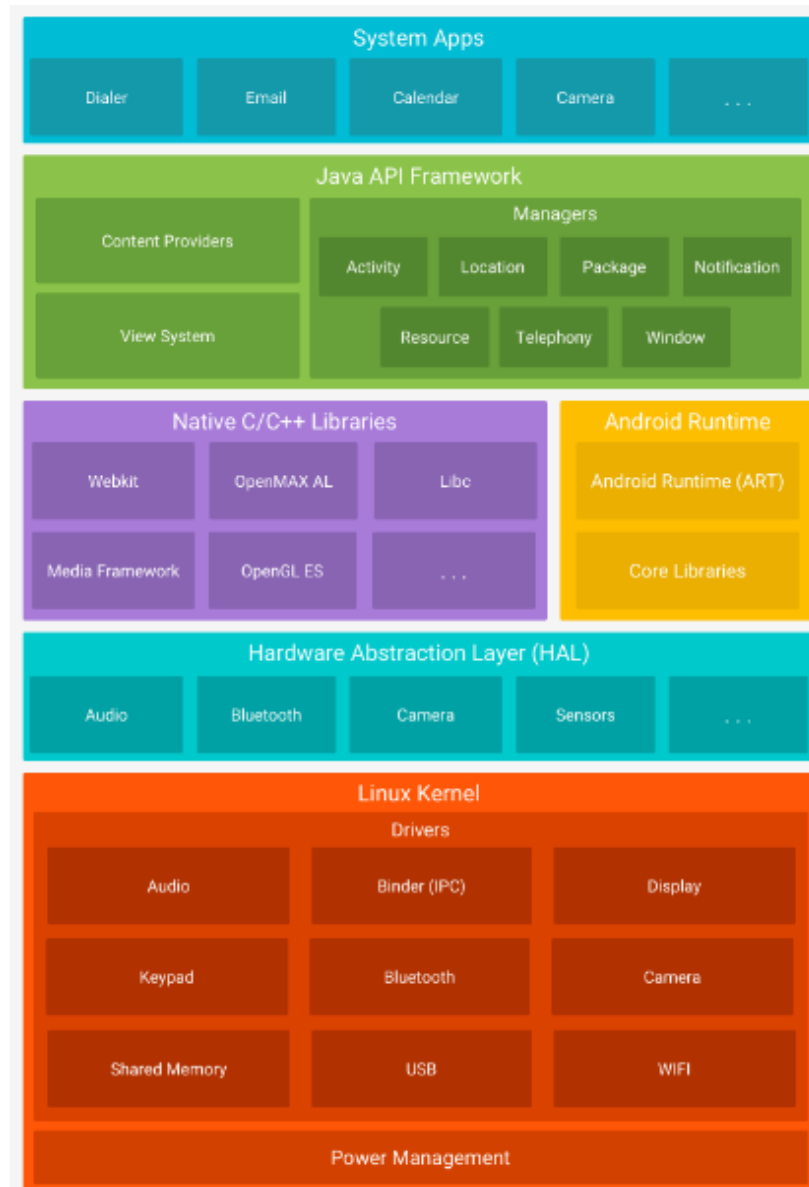 System Apps
Dialer
Email
Calendar
Camera
. . .
Java API Framework
Content Providers
View System
Managers
Activity
Location
Package
Notification
Resource
Telephony
Window
Native C/C++ Libraries
Webkit
OpenMAX AL
Libc
Media Framework
OpenGL ES
. . .
Android Runtime
Android Runtime (ART)
Core Libraries
Hardware Abstraction Layer (HAL)
Audio
Bluetooth
Camera
Sensors
. . .
Linux Kernel
Drivers
Audio
Binder (IPC)
Display
Keypad
Bluetooth
Camera
Shared Memory
USB
WIFI
Power Management